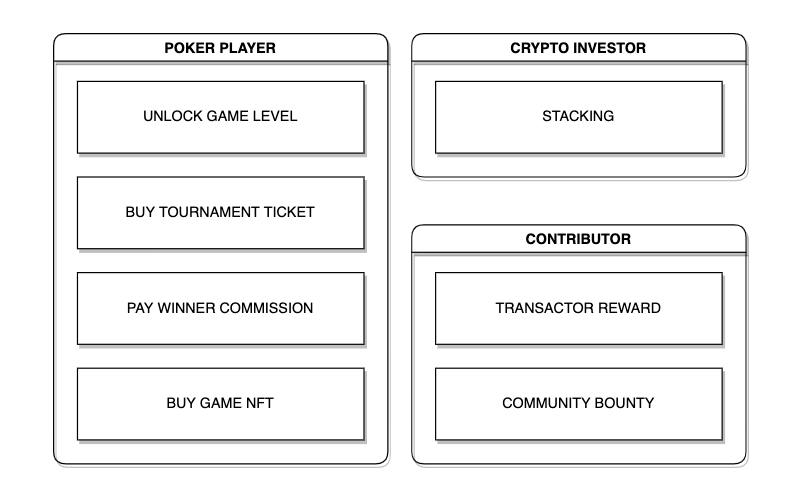 POKER PLAYER
UNLOCK GAME LEVEL
BUY TOURNAMENT TICKET
PAY WINNER COMMISSION
BUY GAME NFT
CRYPTO INVESTOR
STACKING
CONTRIBUTOR
TRANSACTOR REWARD
COMMUNITY BOUNTY